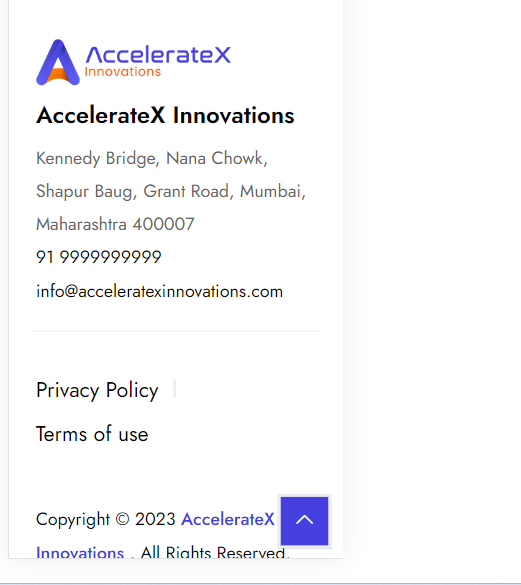 AccelerateX
Innovations
AccelerateX Innovations
Kennedy Bridge, Nana Chowk,
Shapur Baug, Grant Road, Mumbai,
Maharashtra 400007
91 9999999999
info@acceleratexinnovations.com
Privacy Policy
Terms of use
Copyright © 2023 AccelerateX
Innovations . All Rights Reserved.